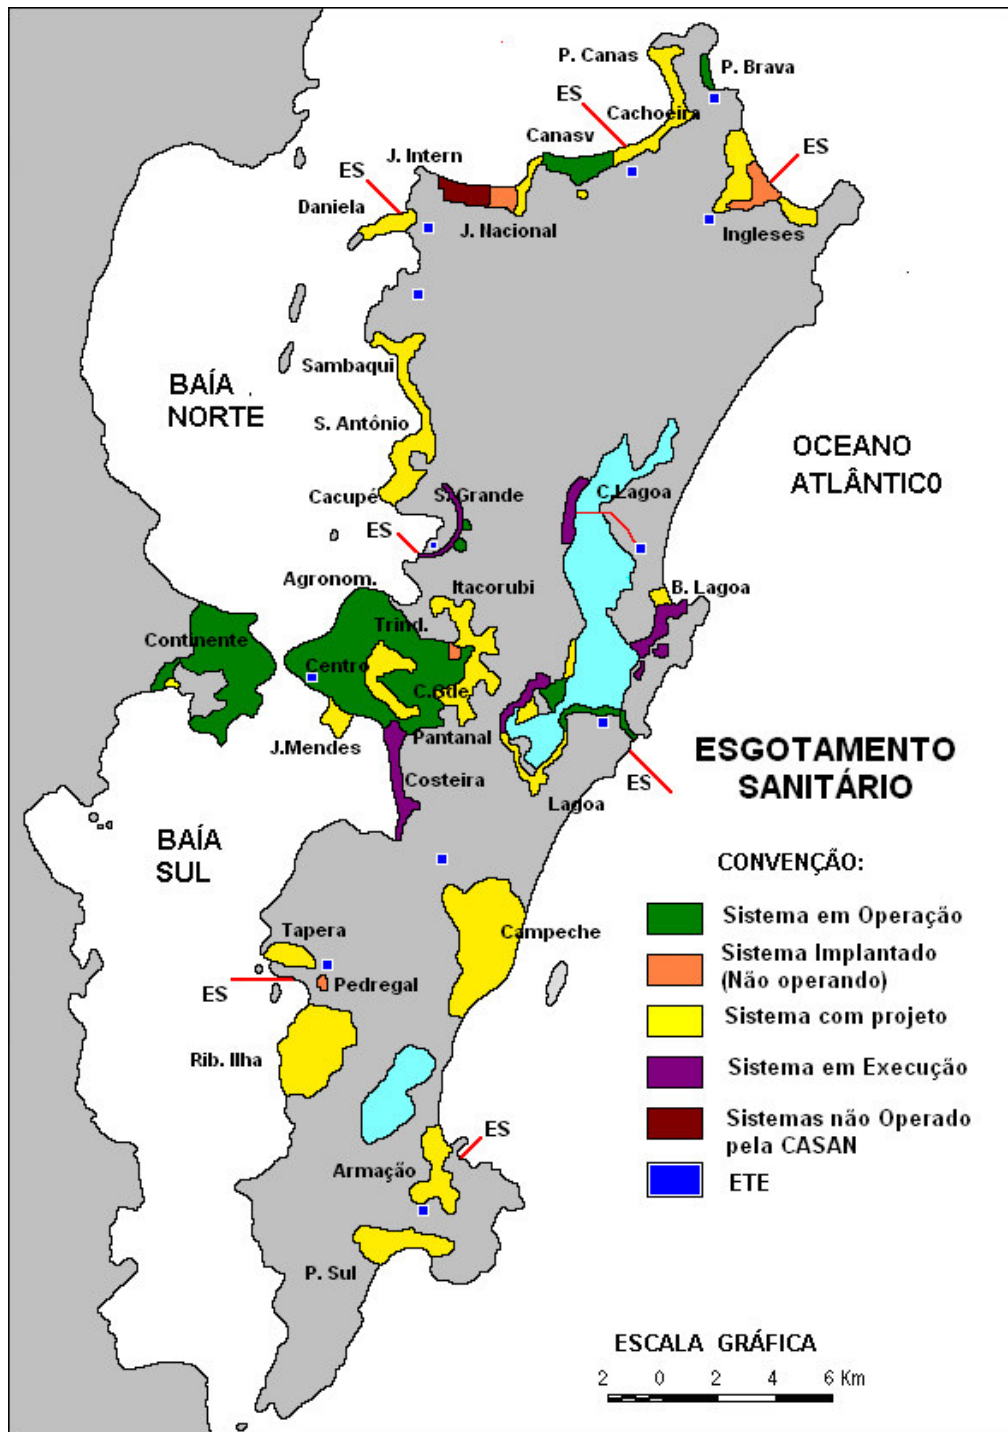 P. Canas
P. Brava
ES
Cachoeira
Canasv
ES
J. Intern
ES
Daniela
J. Nacional
Ingleses
Sambaqui
BAÍA
NORTE
S. Antônio
OCEANO
ATLÂNTICO
Cacupé
S. Grande
C.Lagoa
ES
Agronom.
Itacorubi
B. Lagoa
Trind.
Continente
Centro
C.Gde
J.Mendes
Pantanal
Costeira
ES
Lagoa
ESGOTAMENTO
SANITÁRIO
BAÍA
SUL
CONVENÇÃO:
Sistema em Operação
Sistema Implantado
(Não operando)
Sistema com projeto
Sistema em Execução
Sistemas não Operado
pela CASAN
ETE
Tapera
Campeche
Pedregal
ES
Rib. Ilha
ES
Armação
P. Sul
ESCALA GRÁFICA
2 0 2 4 6 Km